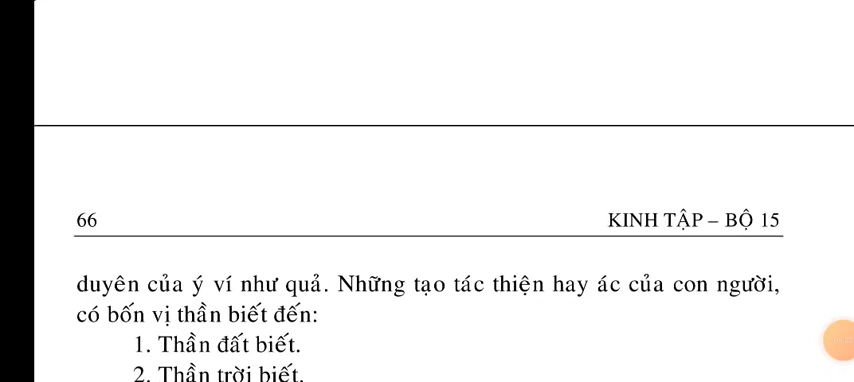 66 KINH TẬP – BỘ 15
duyên của ý ví như quả. Những tạo tác thiện hay ác của con người,
có bốn vị thần biết đến:
1. Thần đất biết.
2. Thần trời biết.